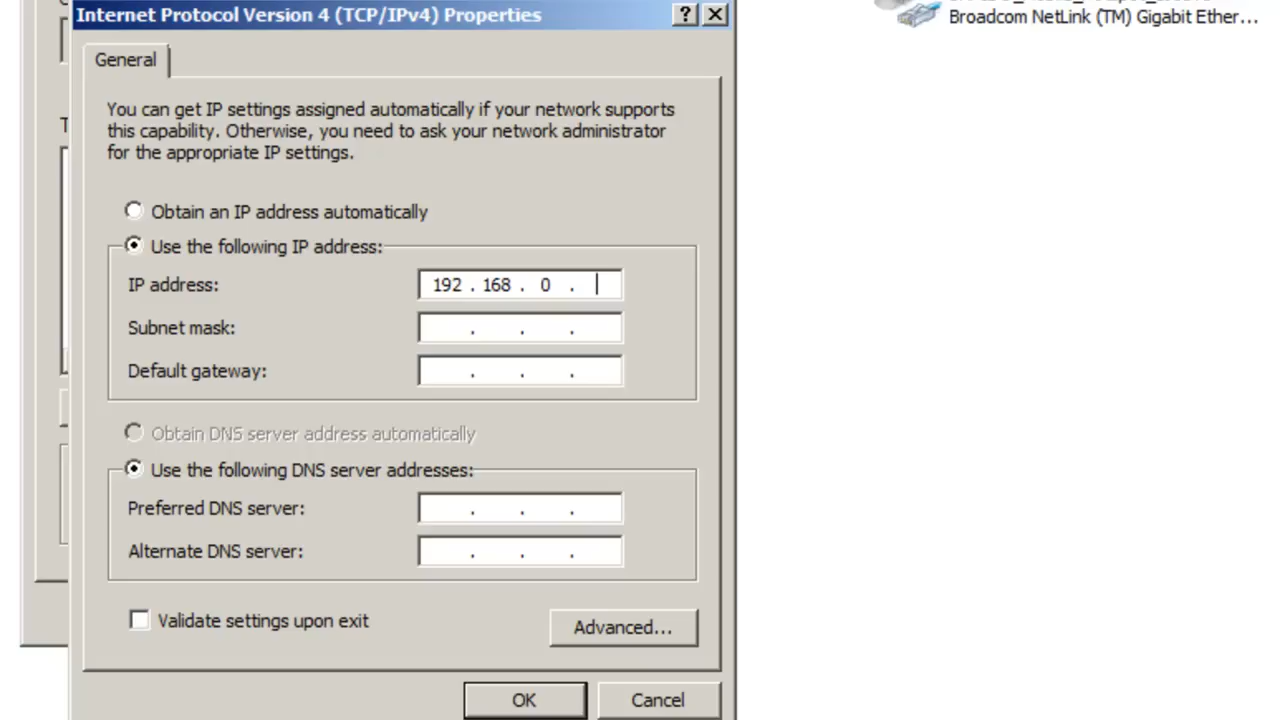 Internet Protocol Version 4 (TCP/IPv4) Properties
Broadcom NetLink (TM) Gigabit Ether...
General
You can get IP settings assigned automatically if your network supports
this capability. Otherwise, you need to ask your network administrator
for the appropriate IP settings.
Obtain an IP address automatically
Use the following IP address:
IP address: 192 . 168 . 0 .
Subnet mask: . . .
Default gateway: . . .
Obtain DNS server address automatically
Use the following DNS server addresses:
Preferred DNS server: . . .
Alternate DNS server: . . .
Validate settings upon exit
Advanced...
OK Cancel